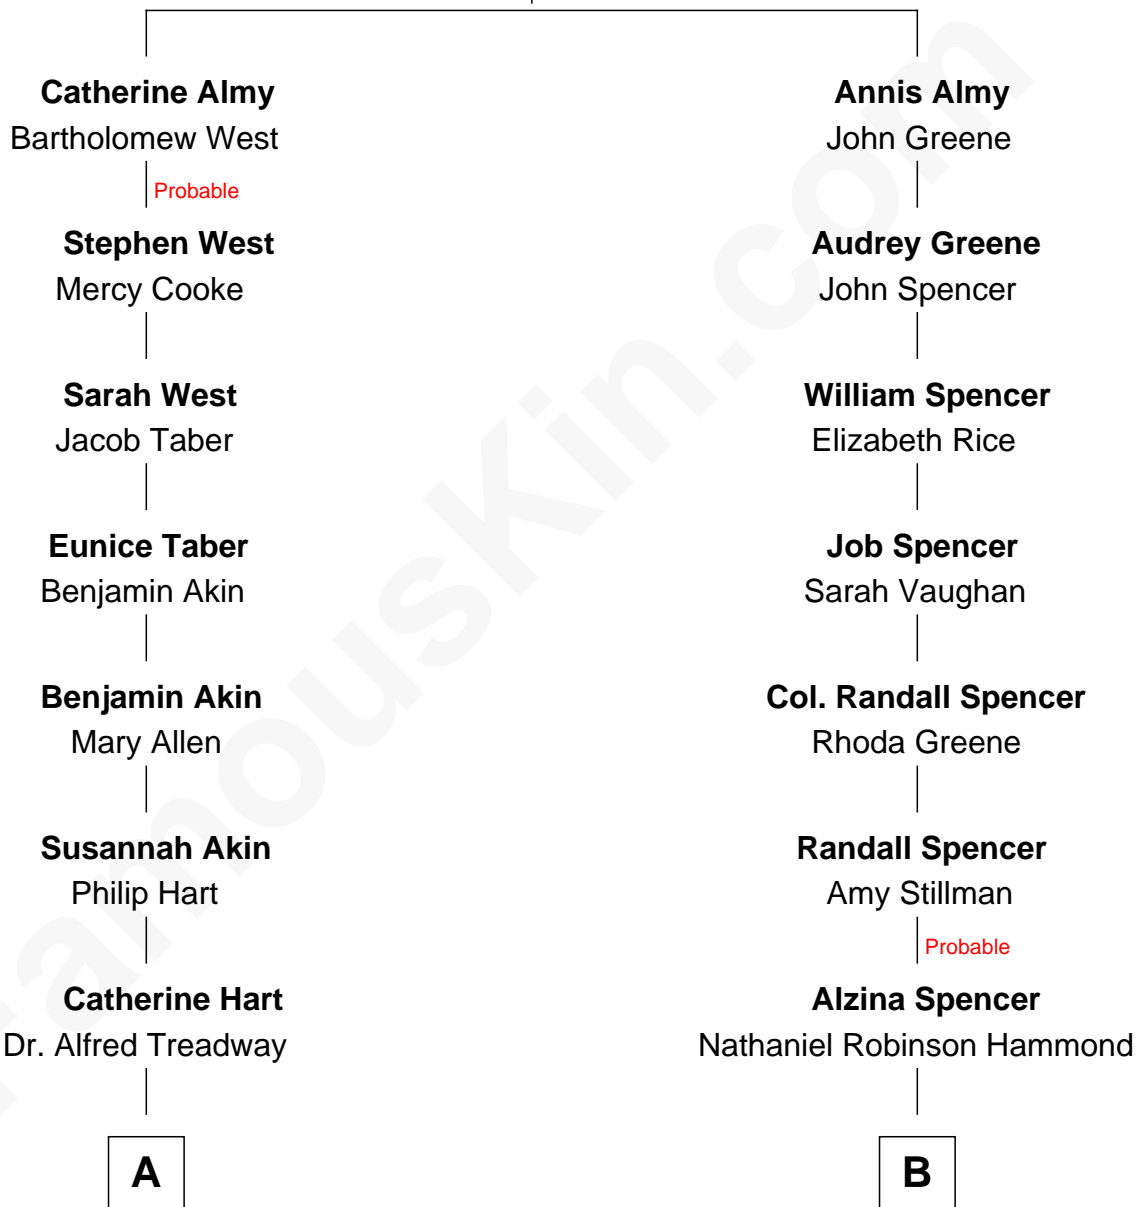 Catherine Almy
Bartholomew West
Probable
Stephen West
Mercy Cooke
Sarah West
Jacob Taber
Eunice Taber
Benjamin Akin
Benjamin Akin
Mary Allen
Susannah Akin
Philip Hart
Catherine Hart
Dr. Alfred Treadway
A
Annis Almy
John Greene
Audrey Greene
John Spencer
William Spencer
Elizabeth Rice
Job Spencer
Sarah Vaughan
Col. Randall Spencer
Rhoda Greene
Randall Spencer
Amy Stillman
Probable
Alzina Spencer
Nathaniel Robinson Hammond
B
FamousKin.com